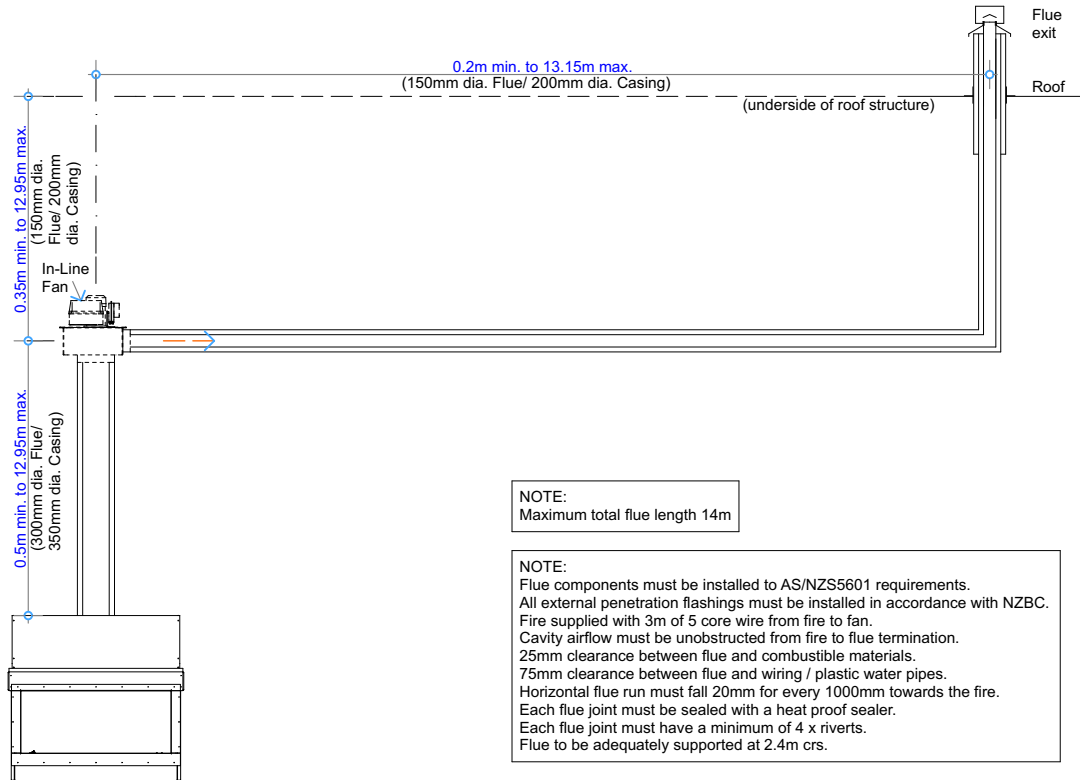 Flue
exit
0.2m min. to 13.15m max.
(150mm dia. Flue/ 200mm dia. Casing)
Roof
(underside of roof structure)
0.35m min. to 12.95m max.
(150mm dia.
Flue/ 200mm
dia. Casing)
In-Line
Fan
0.5m min. to 12.95m max.
(300mm dia. Flue/
350mm dia. Casing)
NOTE:
Maximum total flue length 14m
NOTE:
Flue components must be installed to AS/NZS5601 requirements.
All external penetration flashings must be installed in accordance with NZBC.
Fire supplied with 3m of 5 core wire from fire to fan.
Cavity airflow must be unobstructed from fire to flue termination.
25mm clearance between flue and combustible materials.
75mm clearance between flue and wiring / plastic water pipes.
Horizontal flue run must fall 20mm for every 1000mm towards the fire.
Each flue joint must be sealed with a heat proof sealer.
Each flue joint must have a minimum of 4 x riverts.
Flue to be adequately supported at 2.4m crs.